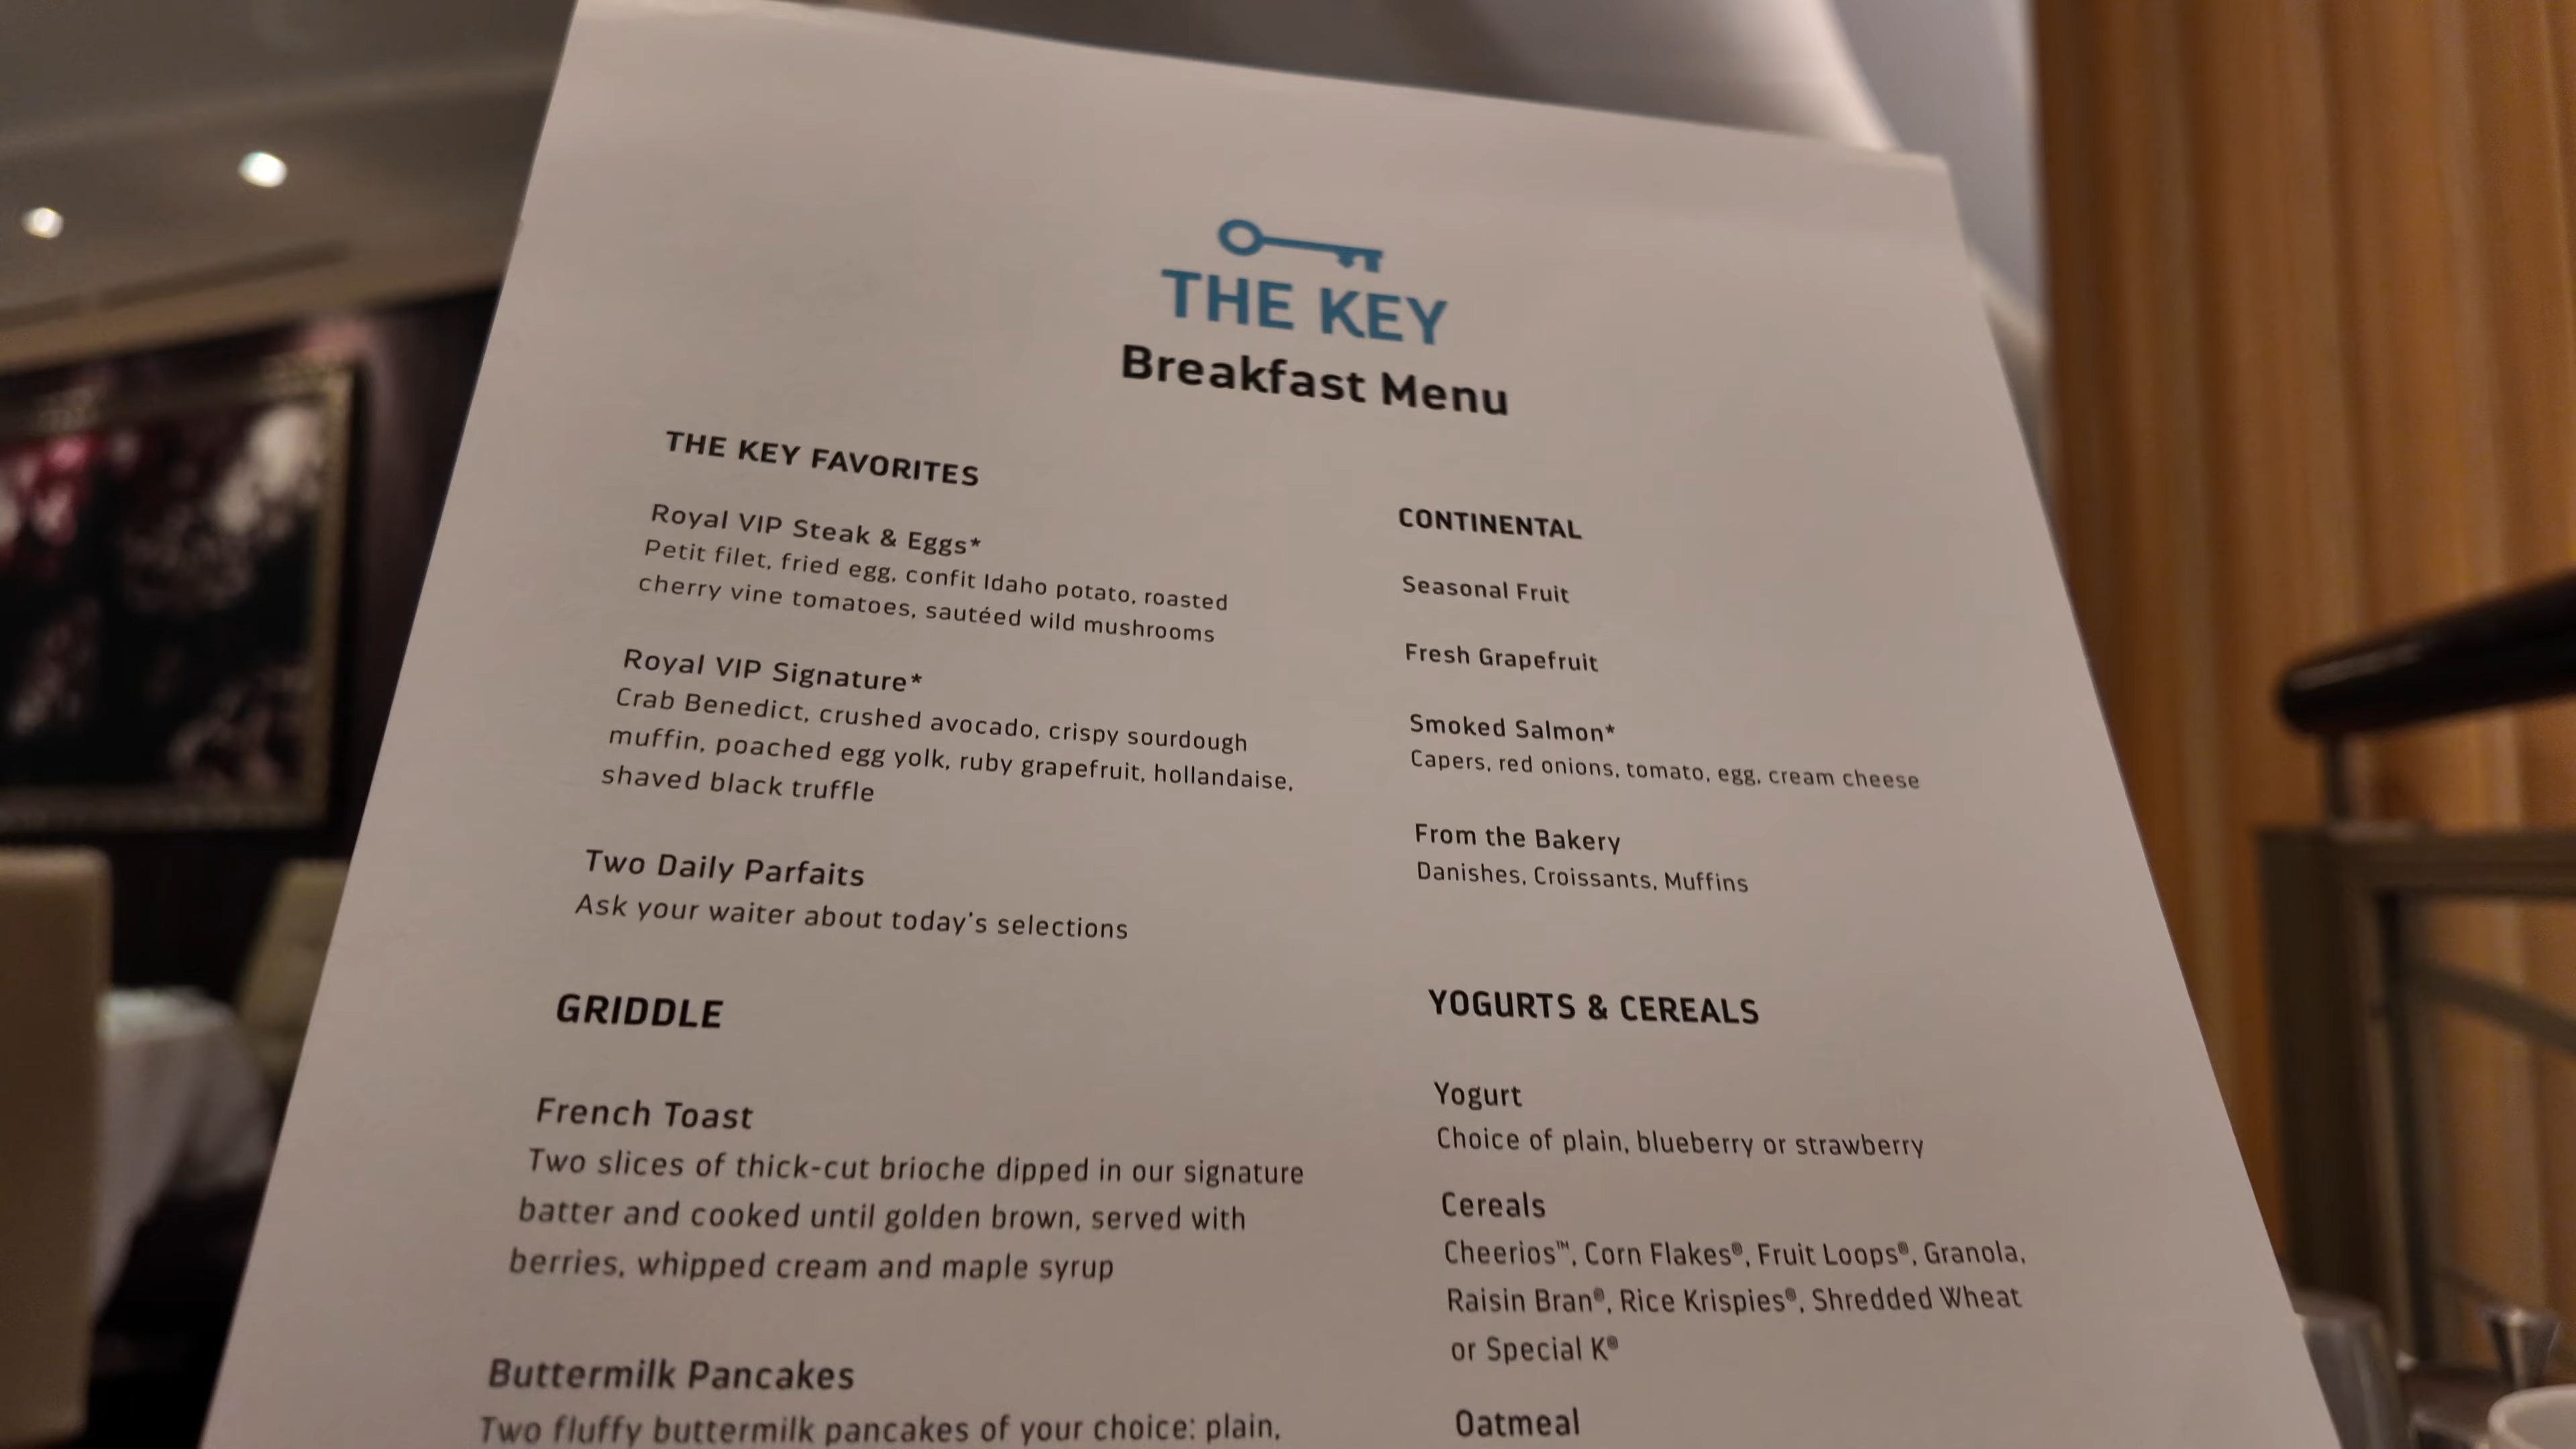 THE KEY
Breakfast Menu
THE KEY FAVORITES
Royal VIP Steak & Eggs*
Petit filet, fried egg, confit Idaho potato, roasted
cherry vine tomatoes, sautéed wild mushrooms
Royal VIP Signature*
Crab Benedict, crushed avocado, crispy sourdough
muffin, poached egg yolk, ruby grapefruit, hollandaise,
shaved black truffle
Two Daily Parfaits
Ask your waiter about today's selections
GRIDDLE
French Toast
Two slices of thick-cut brioche dipped in our signature
batter and cooked until golden brown, served with
berries, whipped cream and maple syrup
Buttermilk Pancakes
Two fluffy buttermilk pancakes of your choice: plain,
CONTINENTAL
Seasonal Fruit
Fresh Grapefruit
Smoked Salmon*
Capers, red onions, tomato, egg, cream cheese
From the Bakery
Danishes, Croissants, Muffins
YOGURTS & CEREALS
Yogurt
Choice of plain, blueberry or strawberry
Cereals
Cheerios™, Corn Flakes®, Fruit Loops®, Granola,
Raisin Bran®, Rice Krispies®, Shredded Wheat
or Special K®
Oatmeal